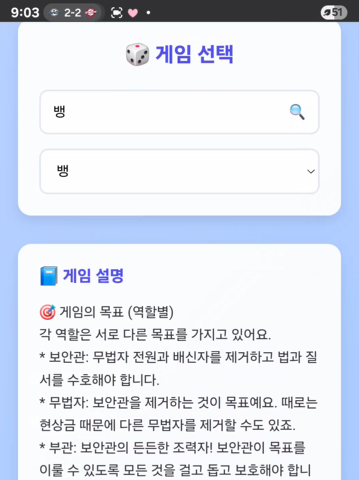 9:03 2-2 51
🎲 게임 선택
뱅 🔍
뱅
📘 게임 설명
🎯 게임의 목표 (역할별)
각 역할은 서로 다른 목표를 가지고 있어요.
* 보안관: 무법자 전원과 배신자를 제거하고 법과 질
서를 수호해야 합니다.
* 무법자: 보안관을 제거하는 것이 목표예요. 때로는
현상금 때문에 다른 무법자를 제거할 수도 있죠.
* 부관: 보안관의 든든한 조력자! 보안관이 목표를
이룰 수 있도록 모든 것을 걸고 돕고 보호해야 합니